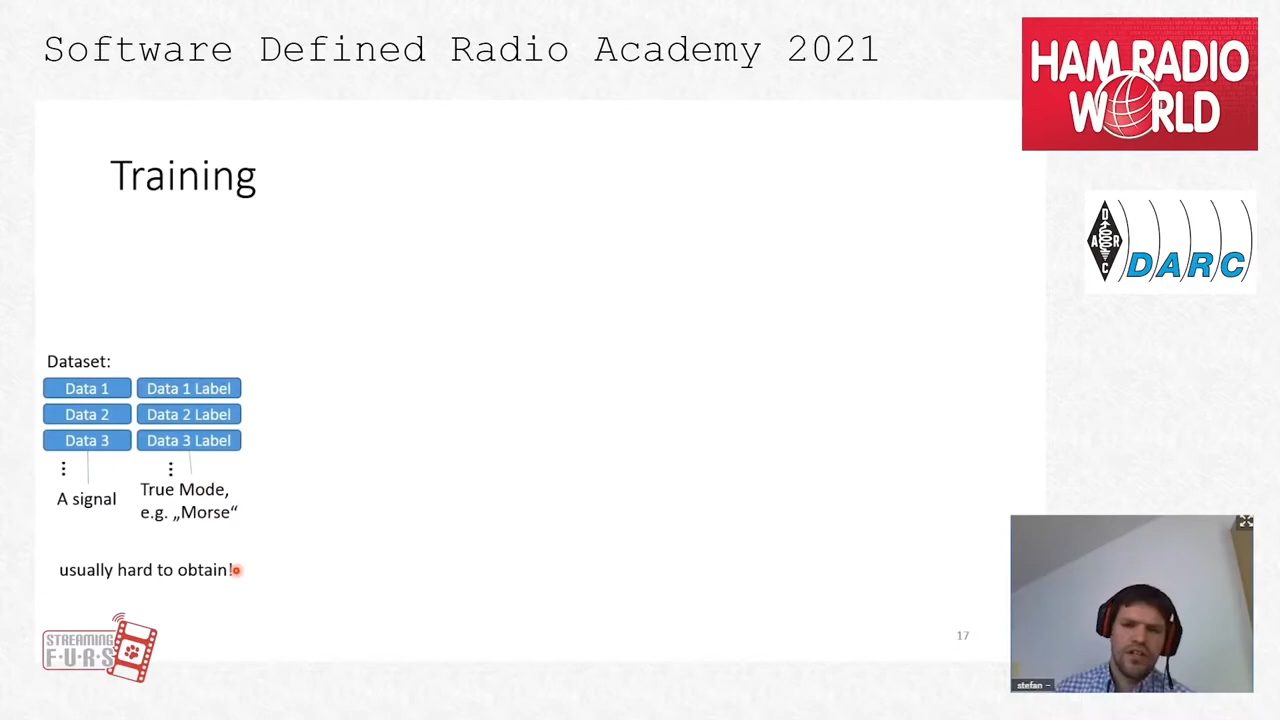 Software Defined Radio Academy 2021
HAM RADIO
WORLD
DARC
DARC
Training
Dataset:
Data 1 Data 1 Label
Data 2 Data 2 Label
Data 3 Data 3 Label
A signal
True Mode,
e.g. „Morse“
usually hard to obtain!
17
STREAMING
F·U·R·S
stefan –